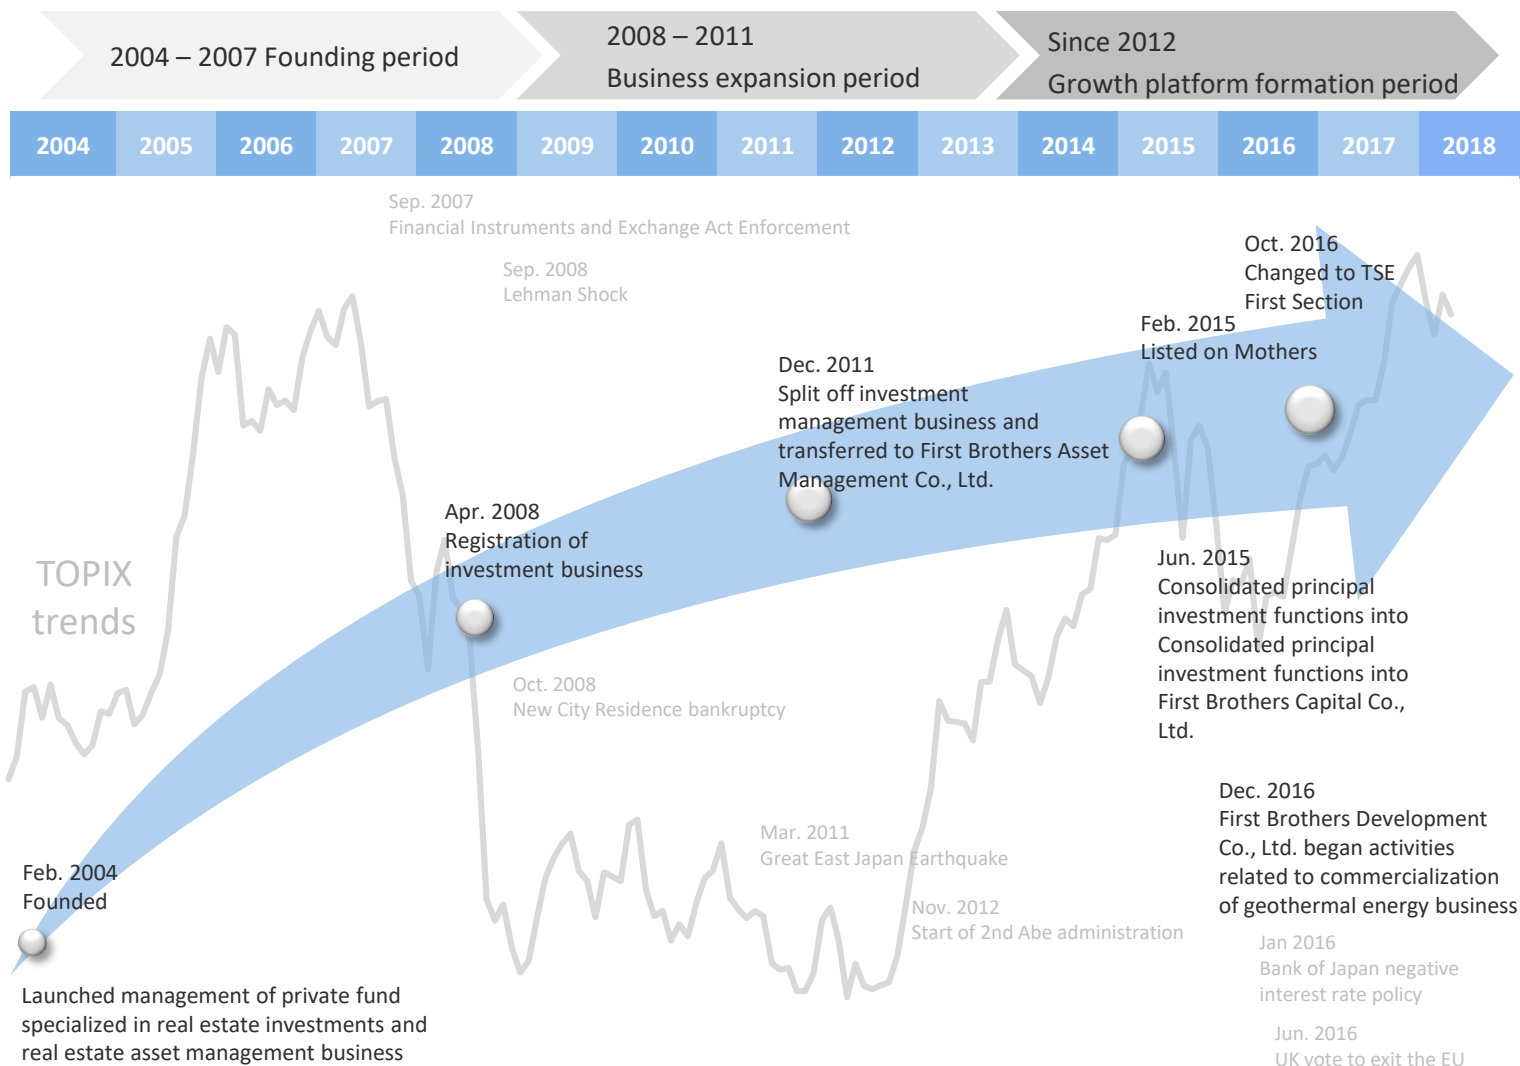 2004 – 2007 Founding period
2008 – 2011
Business expansion period
Since 2012
Growth platform formation period
2004 2005 2006 2007 2008 2009 2010 2011 2012 2013 2014 2015 2016 2017 2018
Sep. 2007
Financial Instruments and Exchange Act Enforcement
Sep. 2008
Lehman Shock
Oct. 2016
Changed to TSE
First Section
Feb. 2015
Listed on Mothers
Dec. 2011
Split off investment
management business and
transferred to First Brothers Asset
Management Co., Ltd.
Apr. 2008
Registration of
investment business
TOPIX
trends
Jun. 2015
Consolidated principal
investment functions into
Consolidated principal
investment functions into
First Brothers Capital Co.,
Ltd.
Oct. 2008
New City Residence bankruptcy
Dec. 2016
First Brothers Development
Co., Ltd. began activities
related to commercialization
of geothermal energy business
Mar. 2011
Great East Japan Earthquake
Feb. 2004
Founded
Nov. 2012
Start of 2nd Abe administration
Jan 2016
Bank of Japan negative
interest rate policy
Launched management of private fund
specialized in real estate investments and
real estate asset management business
Jun. 2016
UK vote to exit the EU